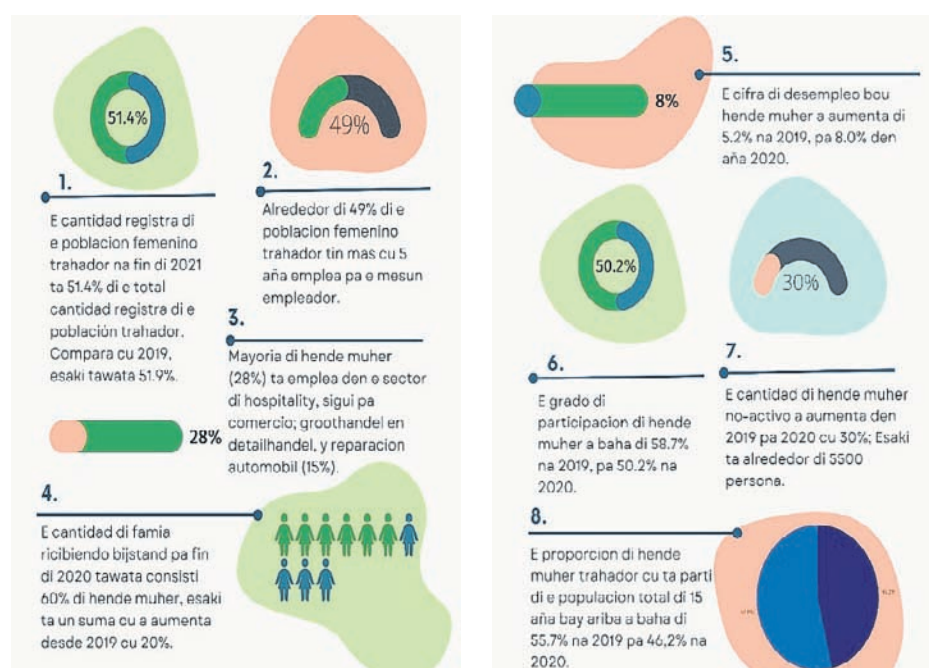 51.4%
1.
E cantidad registra di
e poblacion femenino
trahador na fin di 2021
ta 51.4% di e total
cantidad registra di e
población trahador.
Compara cu 2019,
esaki tawata 51.9%.
49%
2.
Alrededor di 49% di e
poblacion femenino
trahador tin mas cu 5
aña emplea pa e mesun
empleador.
3.
Mayoria di hende muher
(28%) ta emplea den e sector
di hospitality, sigui pa
comercio; groothandel en
detailhandel, y reparacion
automobil (15%).
28%
4.
E cantidad di famia
ricibiendo bijstand pa fin
di 2020 tawata consisti
60% di hende muher, esaki
ta un suma cu a aumenta
desde 2019 cu 20%.
8%
5.
E cifra di desempleo bou
hende muher a aumenta di
5.2% na 2019, pa 8.0% den
aña 2020.
50.2%
6.
E grado di
participacion di hende
muher a baha di 58.7%
na 2019, pa 50.2% na
2020.
30%
7.
E cantidad di hende muher
no-activo a aumenta den
2019 pa 2020 cu 30%; Esaki
ta alrededor di 5500
persona.
8.
E proporcion di hende
muher trahador cu ta parti
di e populacion total di 15
aña bay ariba a baha di
55.7% na 2019 pa 46,2% na
2020.